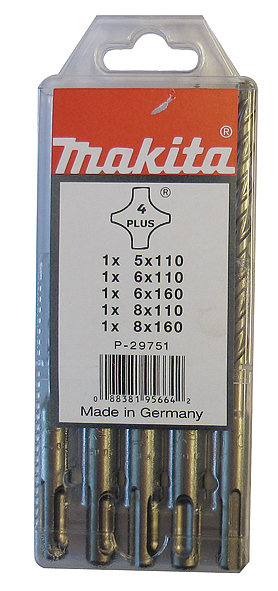 makita®
4 ®
PLUS
1x 5x110
1x 6x110
1x 6x160
1x 8x110
1x 8x160
P-29751
0 88381 95664 2
Made in Germany